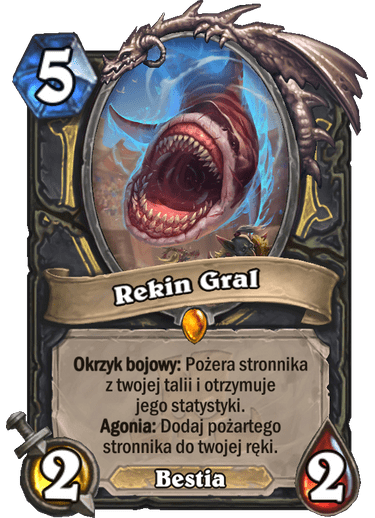 5
Rekin Gral
Okrzyk bojowy: Pożera stronnika
z twojej talii i otrzymuje
jego statystyki.
Agonia: Dodaj pożartego
stronnika do twojej ręki.
2
Bestia
2